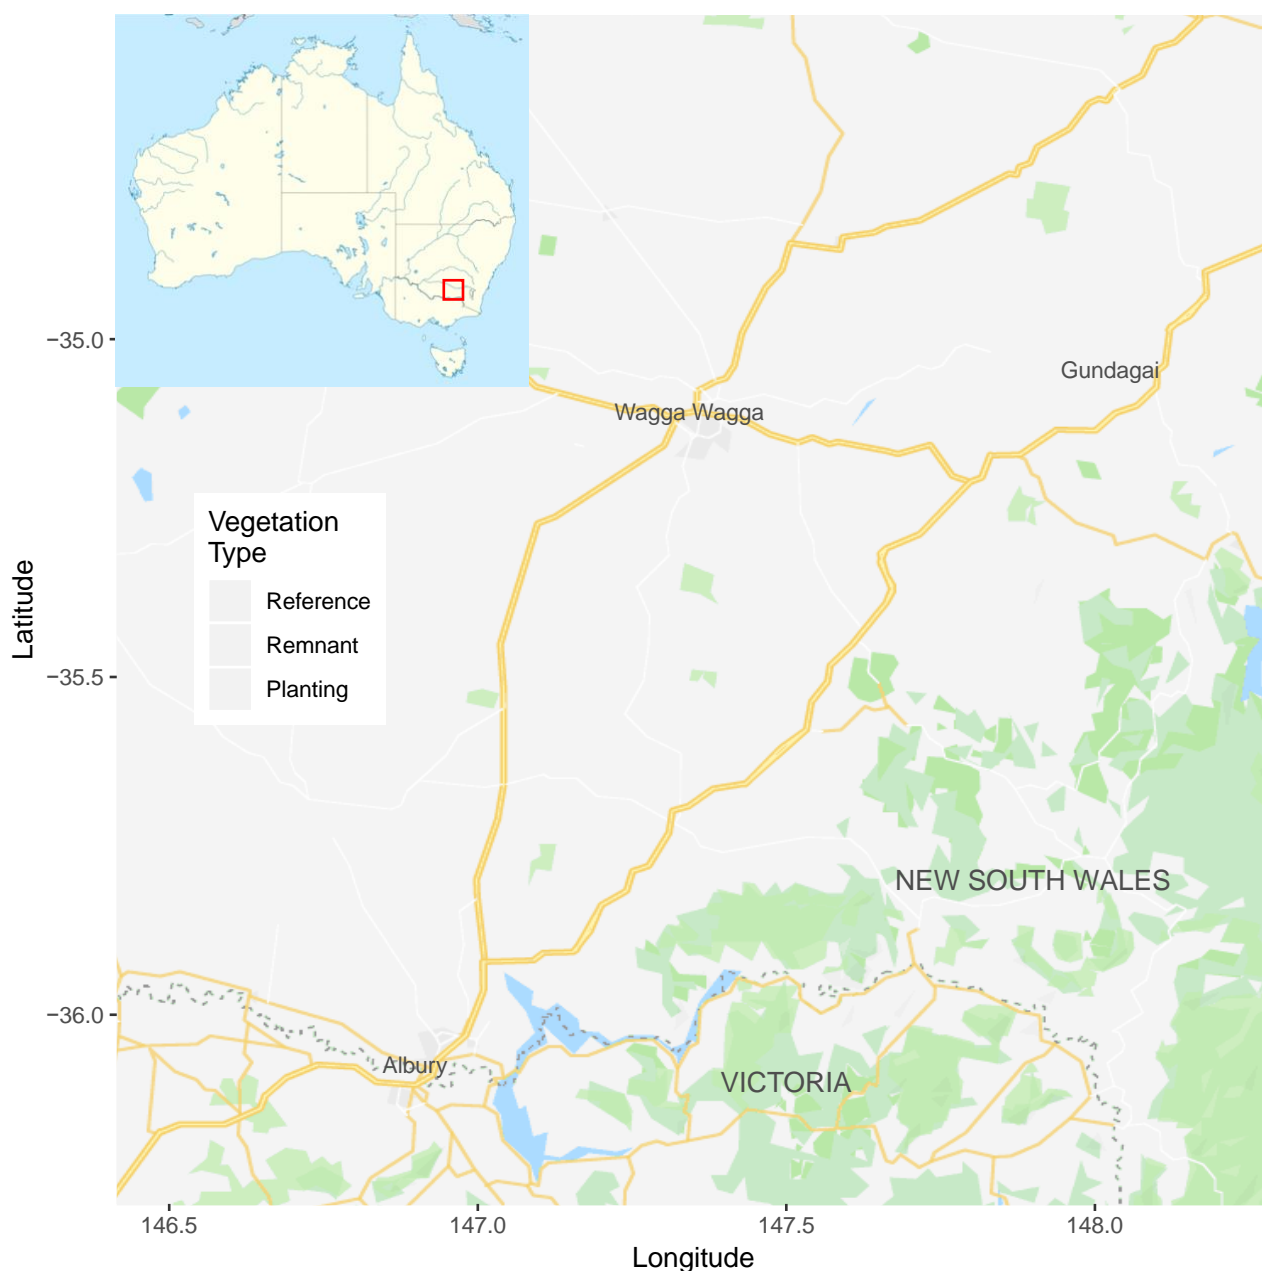 −35.0
Gundagai
Wagga Wagga
Vegetation
Type
Reference
Remnant
Planting
Latitude
−35.5
NEW SOUTH WALES
−36.0
Albury
VICTORIA
146.5
147.0
147.5
148.0
Longitude